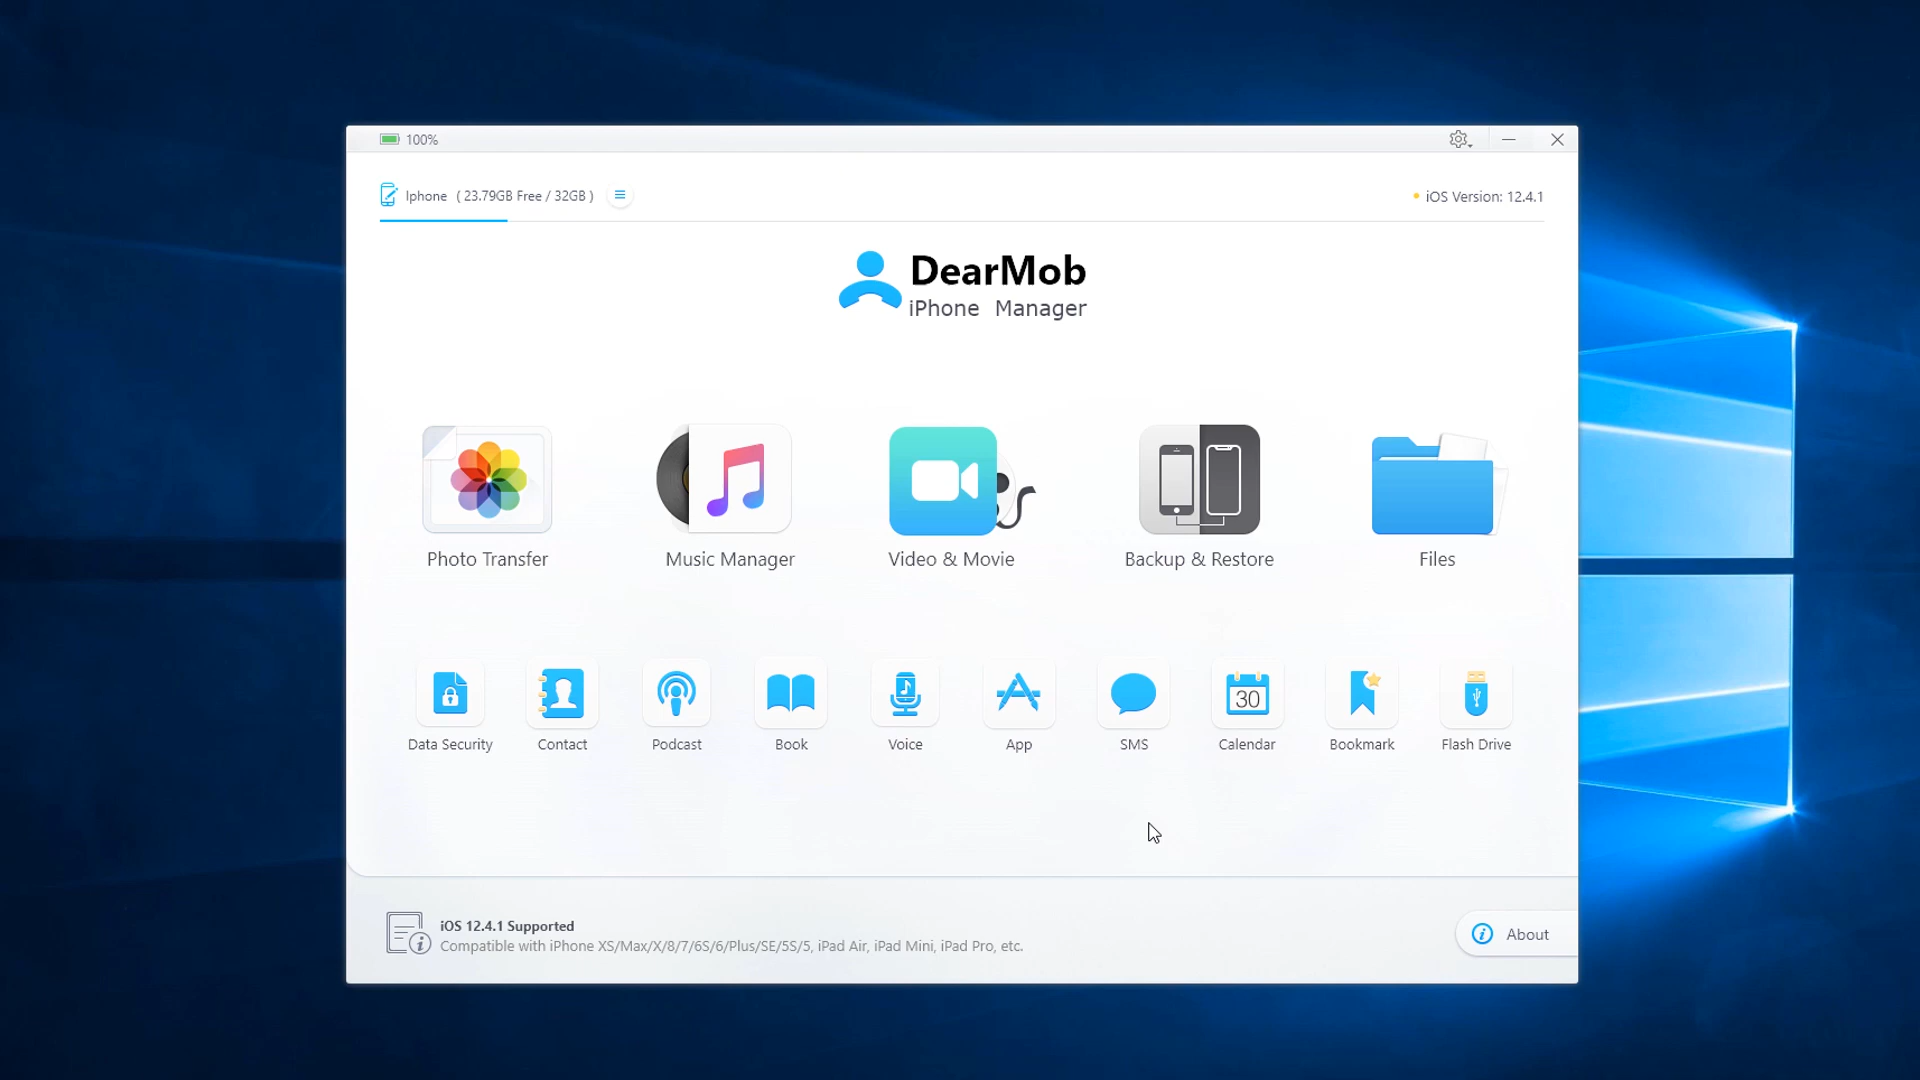 100%
Iphone ( 23.79GB Free / 32GB )
iOS Version: 12.4.1
DearMob
iPhone Manager
Photo Transfer
Music Manager
Video & Movie
Backup & Restore
Files
30
Data Security
Contact
Podcast
Book
Voice
App
SMS
Calendar
Bookmark
Flash Drive
iOS 12.4.1 Supported
Compatible with iPhone XS/Max/X/8/7/6S/6/Plus/SE/5S/5, iPad Air, iPad Mini, iPad Pro, etc.
About